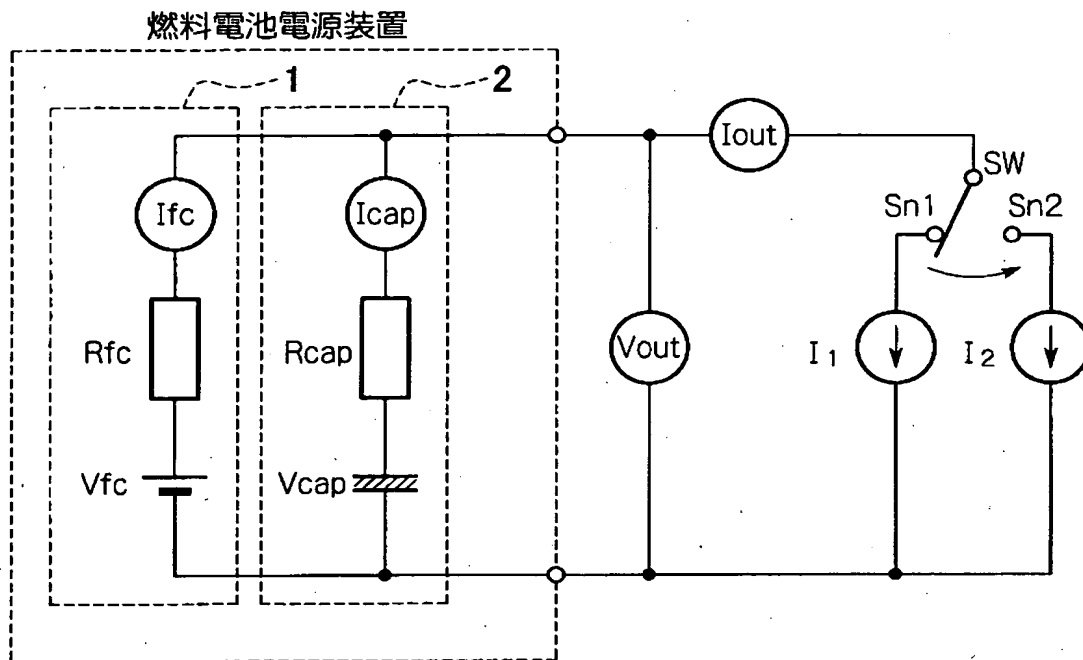 燃料電池電源装置
1
2
Iout
SW
Ifc
Icap
Sn1
Sn2
Rfc
Rcap
Vout
I1
I2
Vfc
Vcap